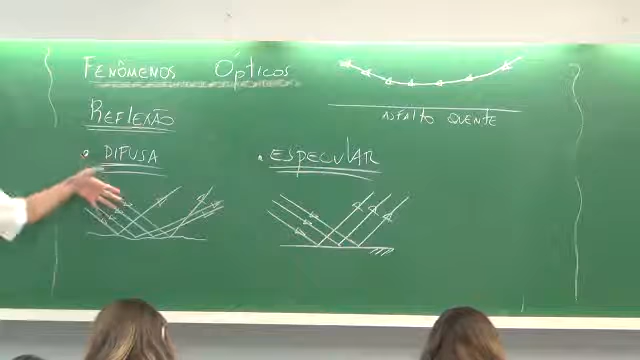 FENÔMENOS ÓPTICOS
REFLEXÃO
• DIFUSA
• ESPECULAR
ASFALTO QUENTE